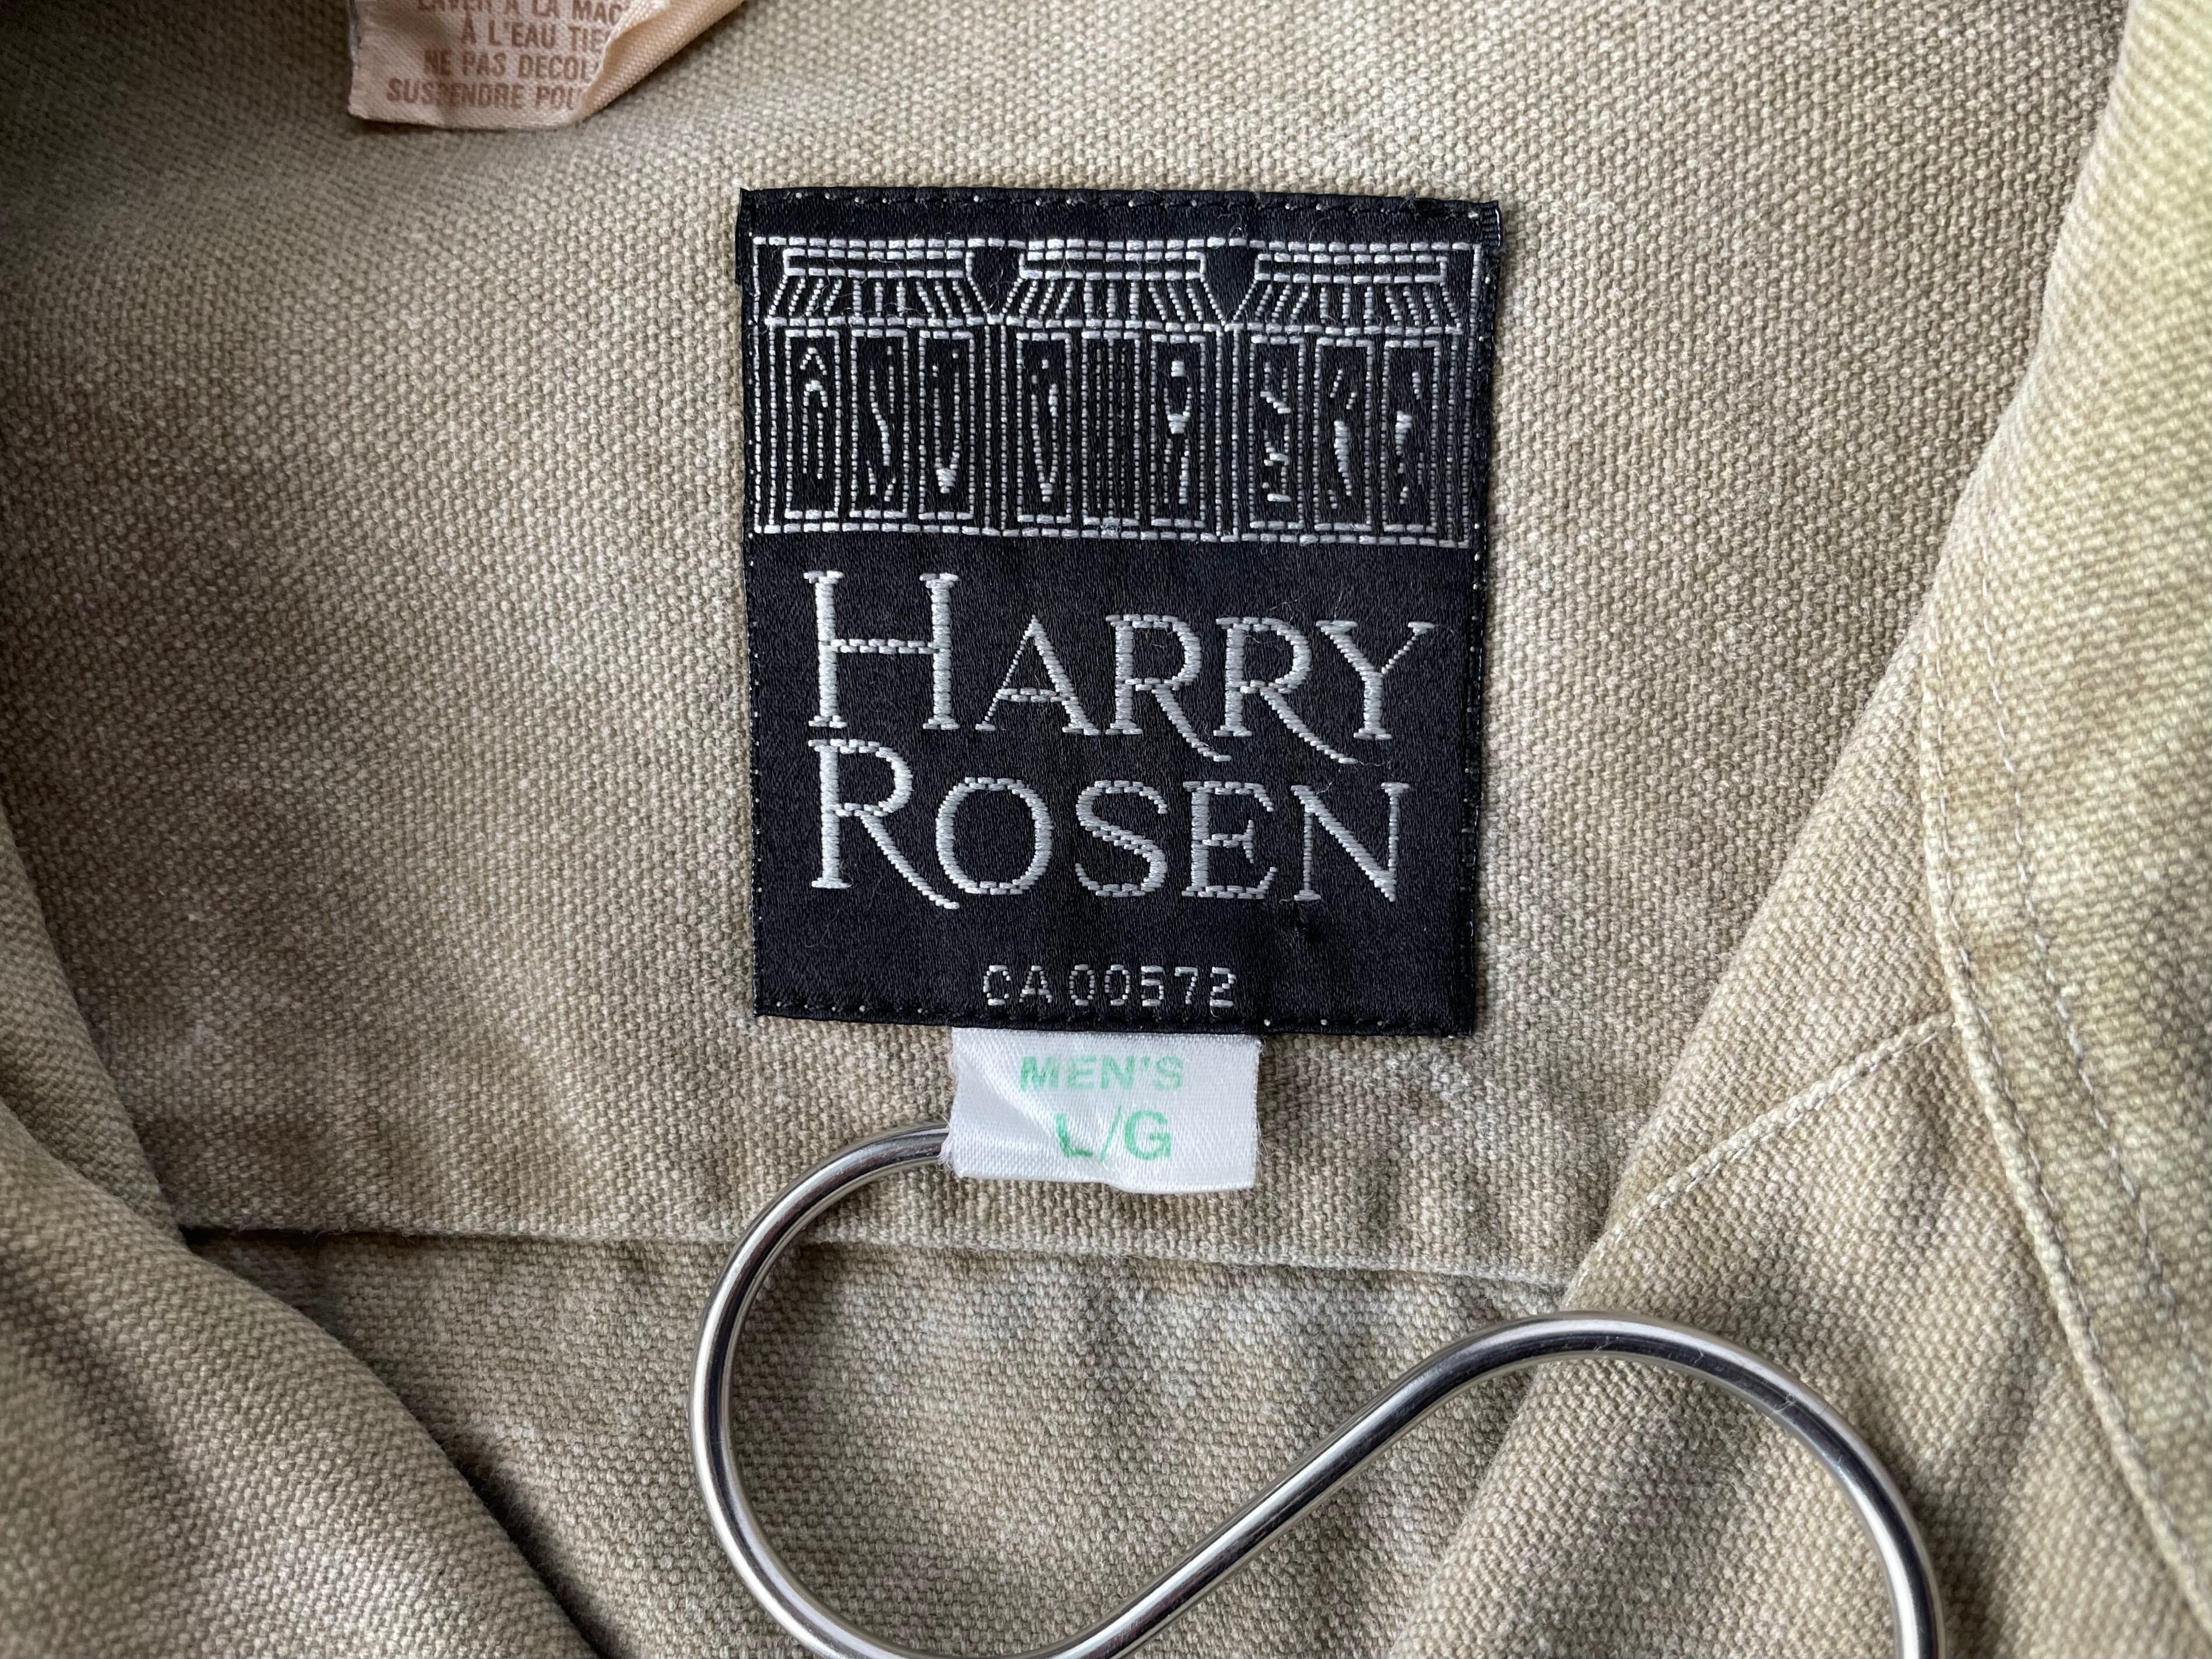 LAVER À LA MAC
À L'EAU TIE
NE PAS DECOL
SUSPENDRE POU
HARRY
ROSEN
CA 00572
MEN'S
L/G